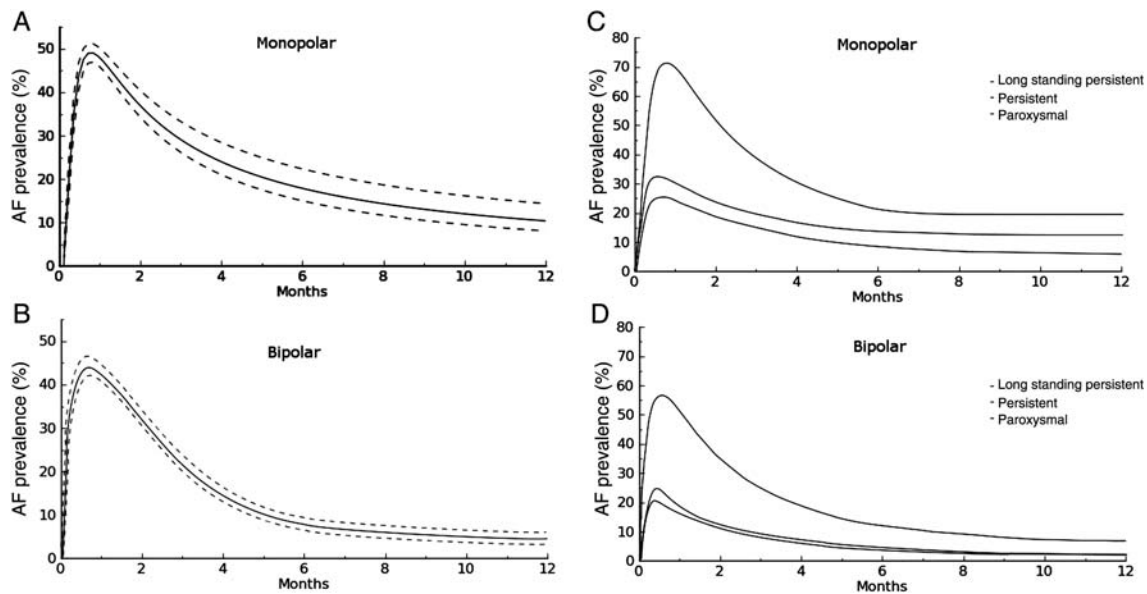 A
Monopolar
AF prevalence (%)
50
40
30
20
10
0
0 2 4 6 8 10 12
Months
B
Bipolar
AF prevalence (%)
50
40
30
20
10
0
0 2 4 6 8 10 12
Months
C
Monopolar
AF prevalence (%)
80
70
60
50
40
30
20
10
0
– Long standing persistent
– Persistent
– Paroxysmal
0 2 4 6 8 10 12
Months
D
Bipolar
AF prevalence (%)
80
70
60
50
40
30
20
10
0
– Long standing persistent
– Persistent
– Paroxysmal
0 2 4 6 8 10 12
Months